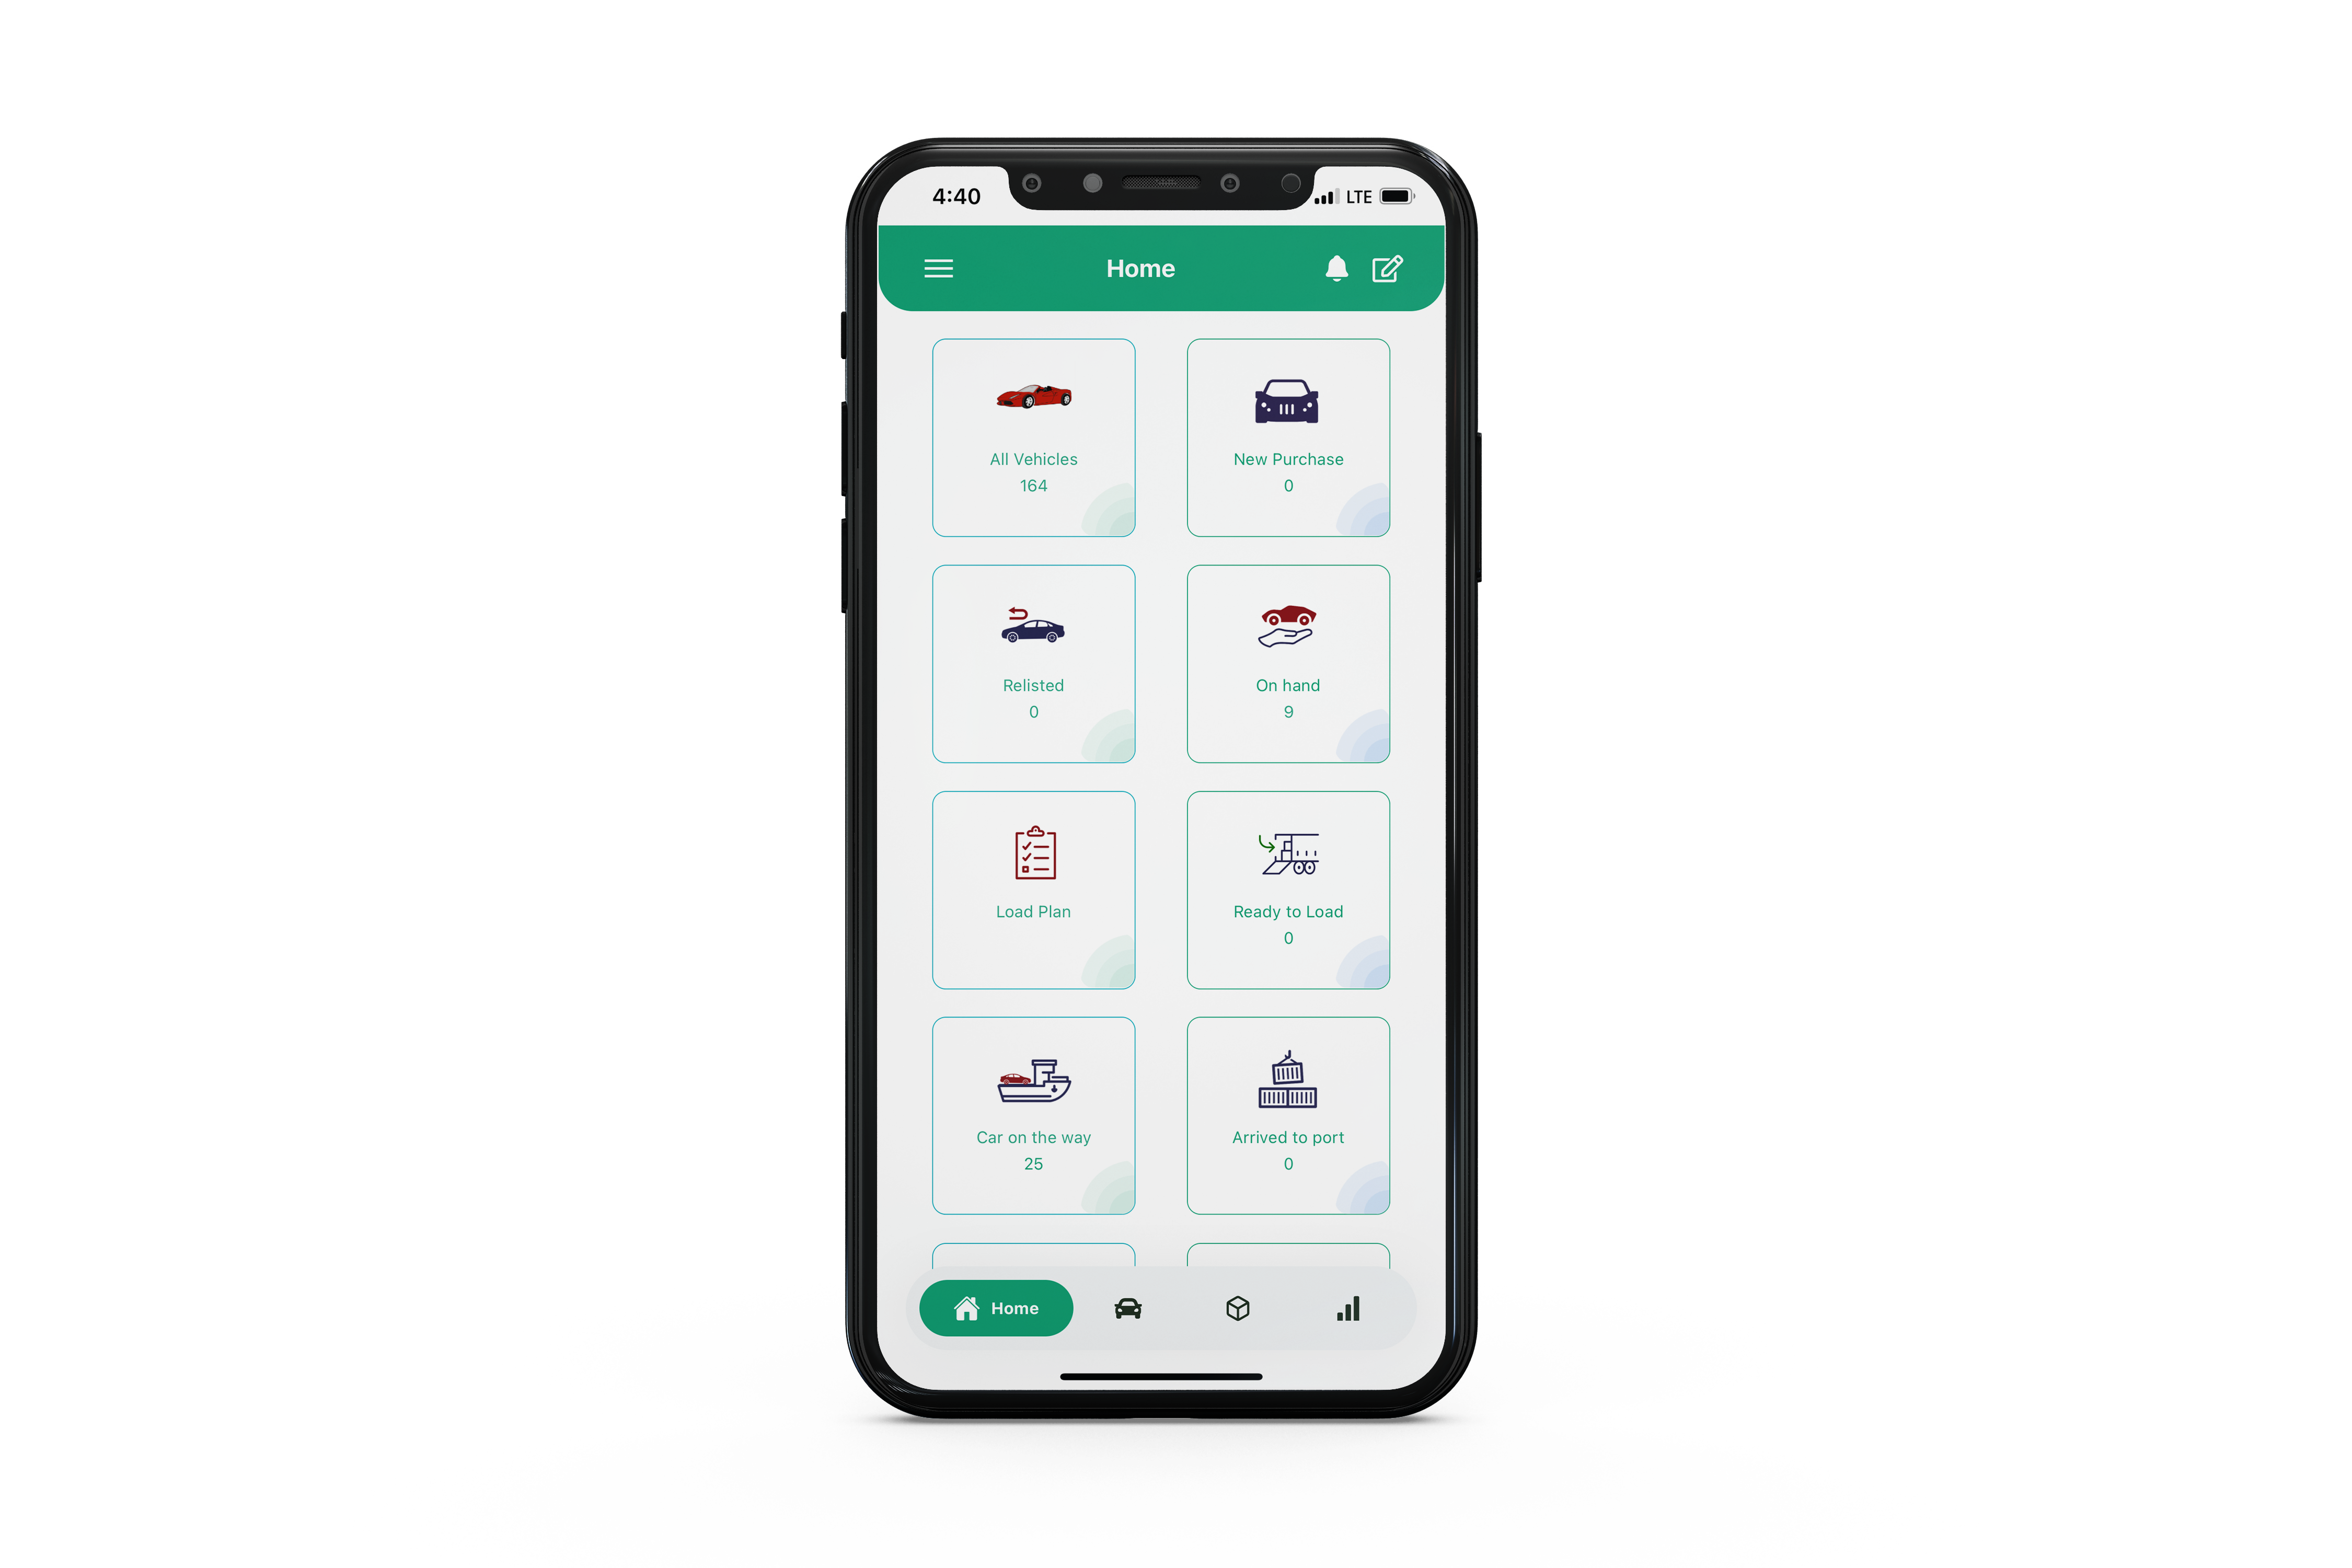 4:40 LTE
Home
All Vehicles
164
New Purchase
0
Relisted
0
On hand
9
Load Plan
Ready to Load
0
Car on the way
25
Arrived to port
0
Home